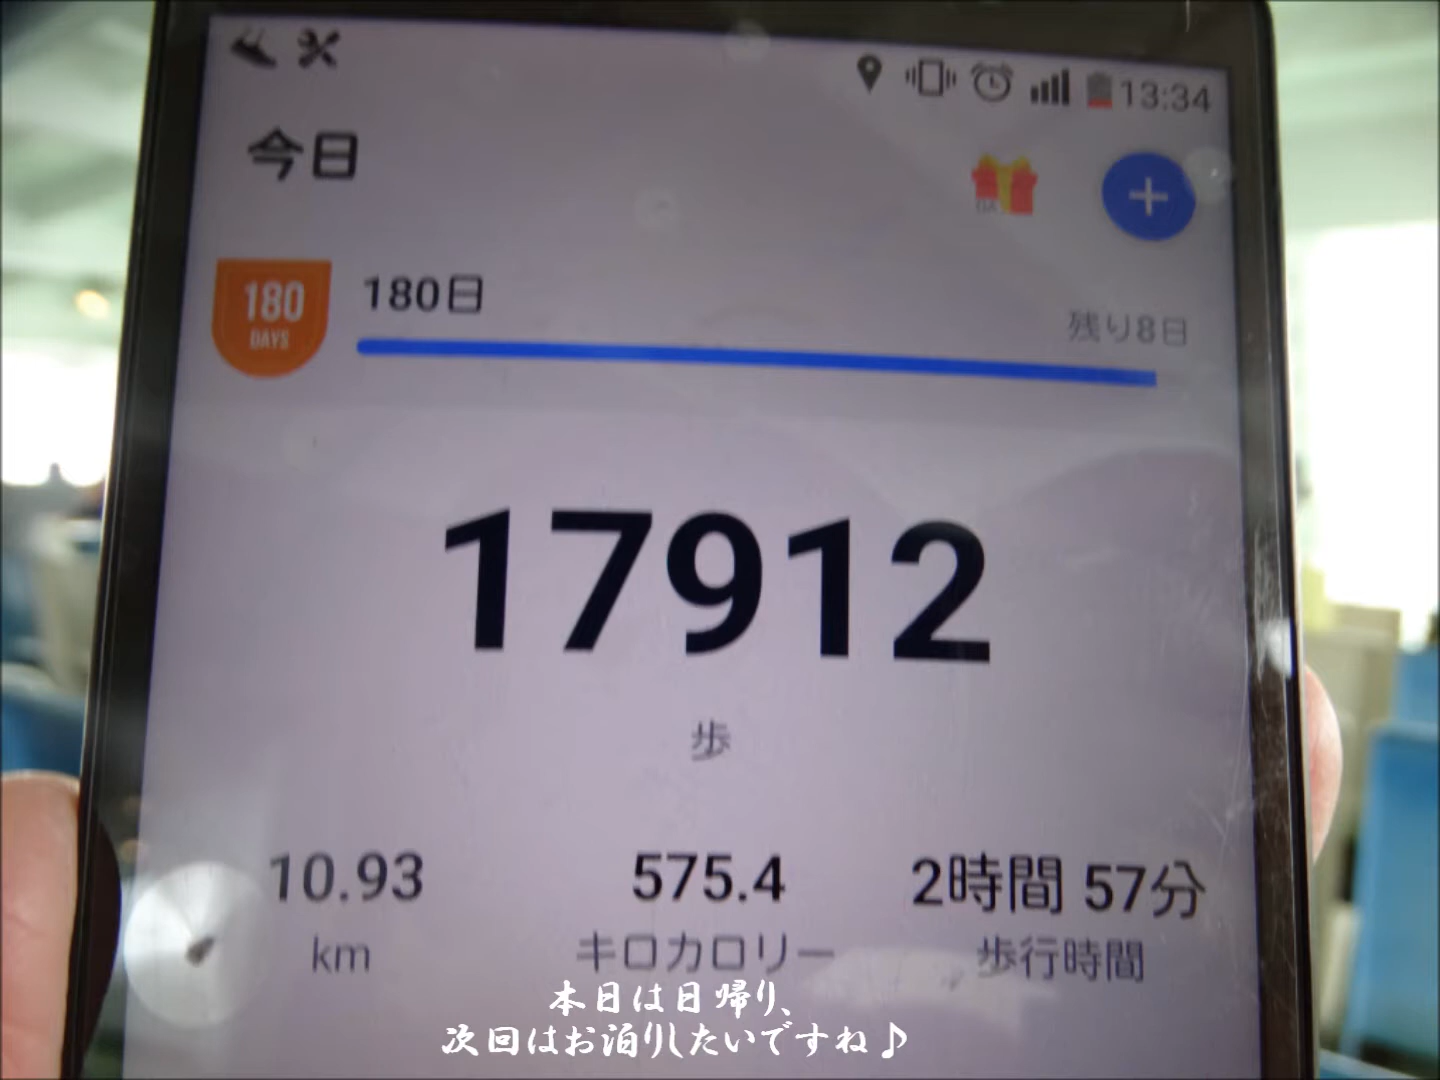 13:34
今日
180
DAYS
180日
残り8日
17912
歩
10.93
575.4
2時間 57分
km
キロカロリー
歩行時間
本日は日帰り、
次回はお泊りしたいですね♪